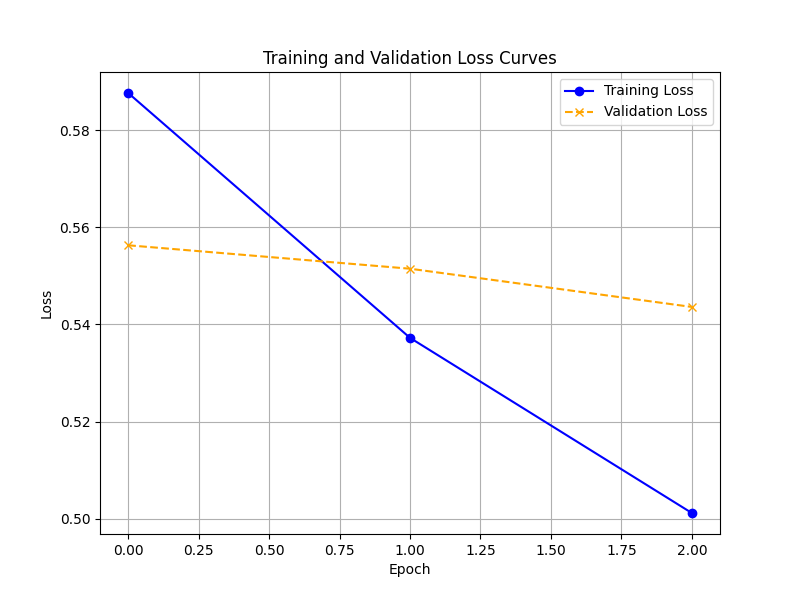 Training and Validation Loss Curves
Training Loss
Validation Loss
0.58
0.56
0.54
0.52
0.50
Loss
0.00 0.25 0.50 0.75 1.00 1.25 1.50 1.75 2.00
Epoch